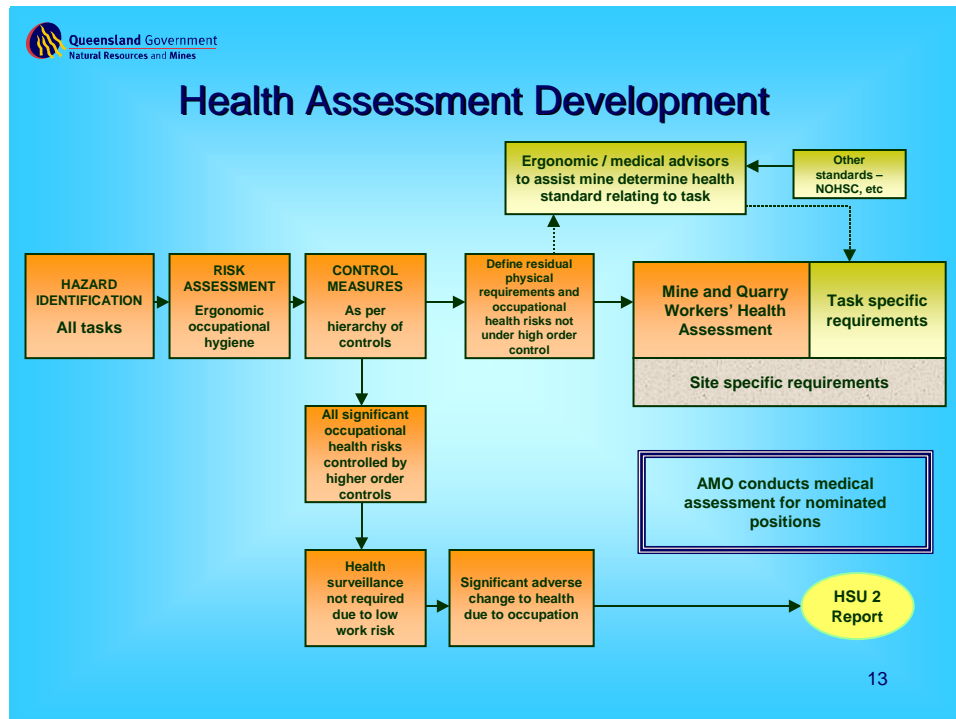 Queensland Government
Natural Resources and Mines
Health Assessment Development
Ergonomic / medical advisors
to assist mine determine health
standard relating to task
Other
standards –
NOHSC, etc
HAZARD
IDENTIFICATION
All tasks
RISK
ASSESSMENT
Ergonomic
occupational
hygiene
CONTROL
MEASURES
As per
hierarchy of
controls
Define residual
physical
requirements and
occupational
health risks not
under high order
control
Mine and Quarry
Workers’ Health
Assessment
Task specific
requirements
Site specific requirements
All significant
occupational
health risks
controlled by
higher order
controls
AMO conducts medical
assessment for nominated
positions
Health
surveillance
not required
due to low
work risk
Significant adverse
change to health
due to occupation
HSU 2
Report
13